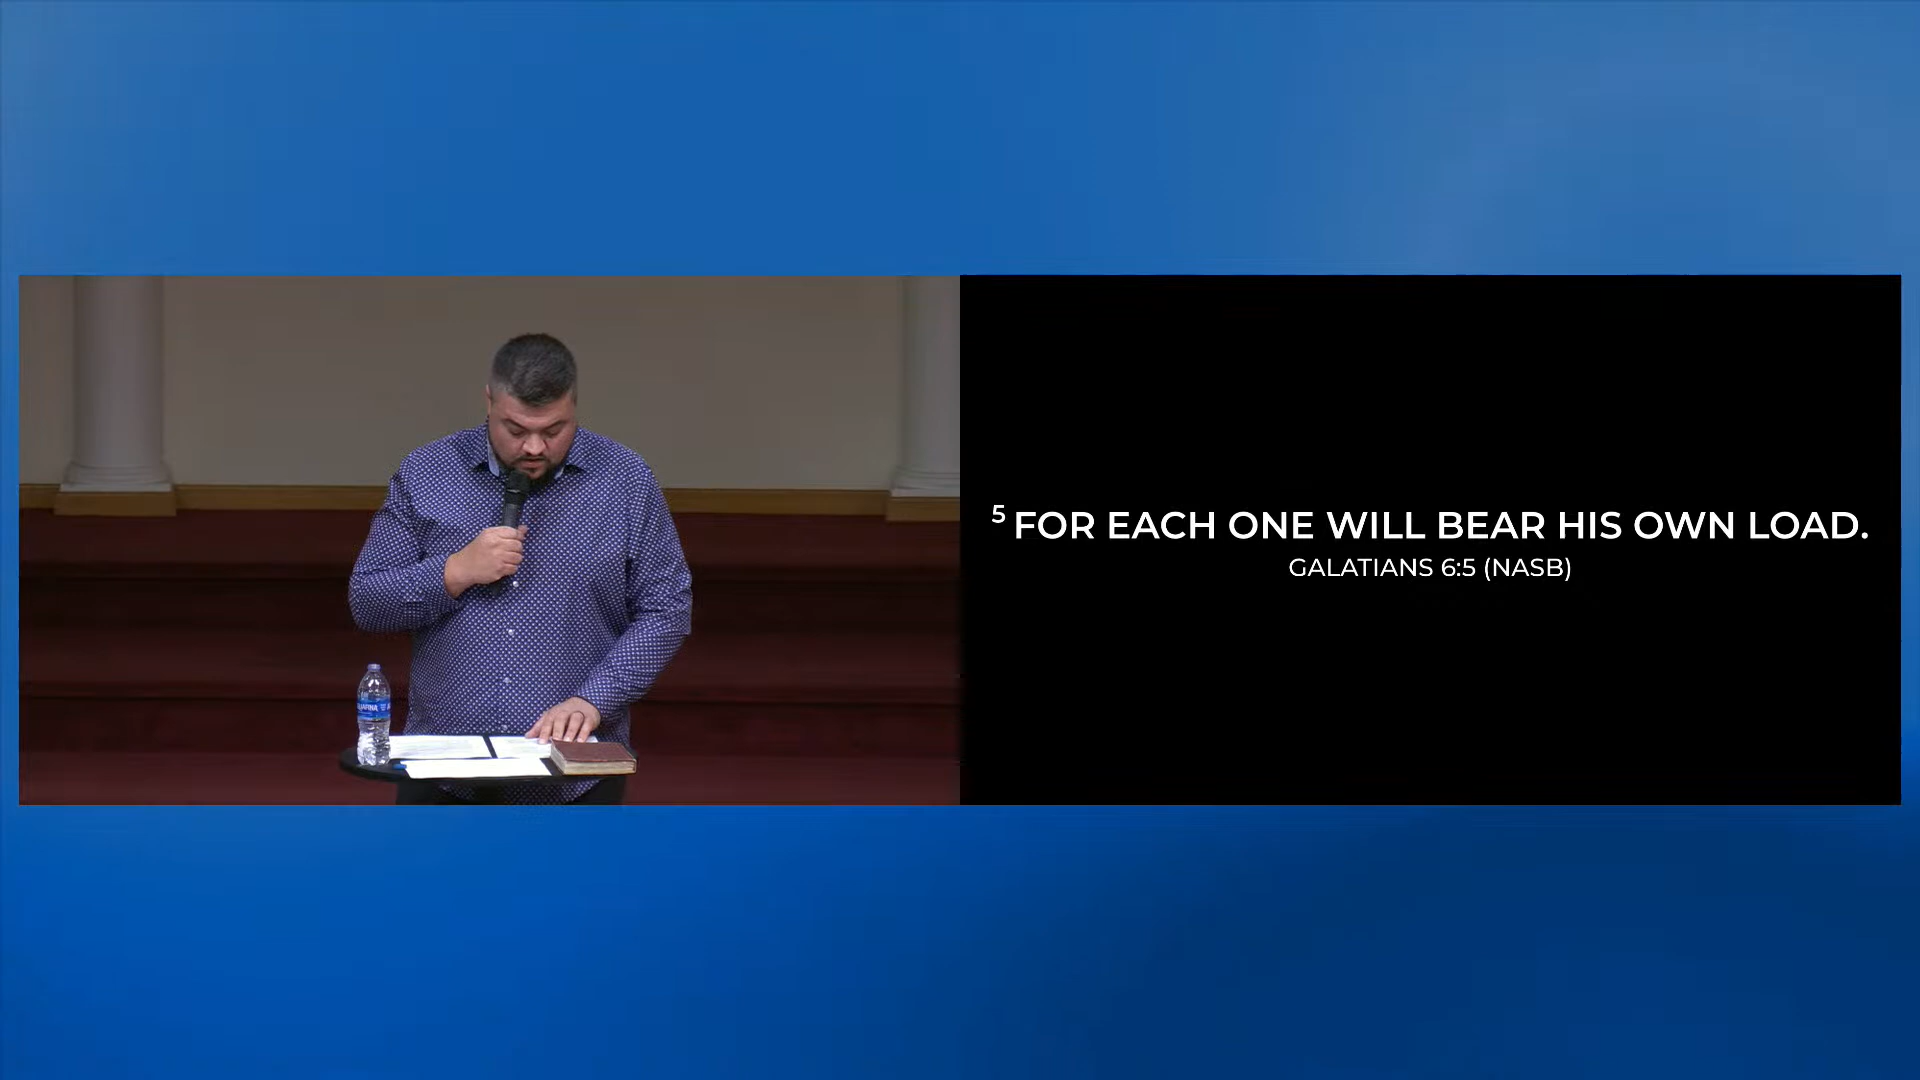 5 FOR EACH ONE WILL BEAR HIS OWN LOAD.
GALATIANS 6:5 (NASB)